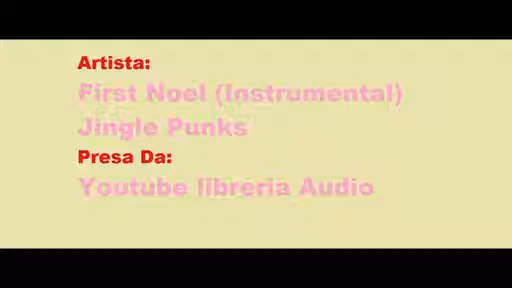 Artista:
First Noel (Instrumental)
Jingle Punks
Presa Da:
Youtube libreria Audio